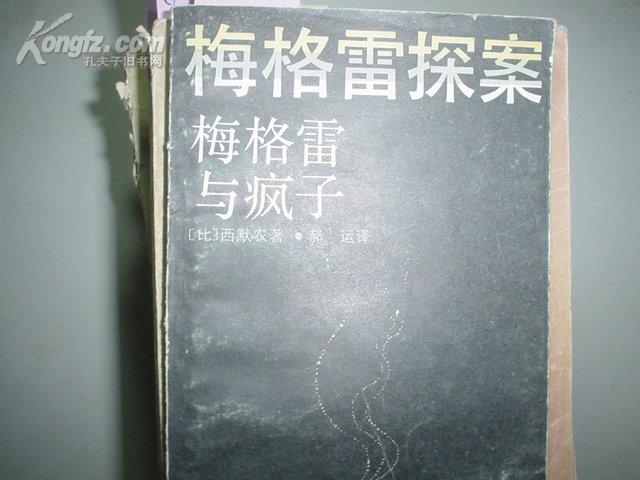 Kongfz.com
孔夫子旧书网
梅格雷探案
梅格雷
与疯子
[比]西默农著·郝 运译